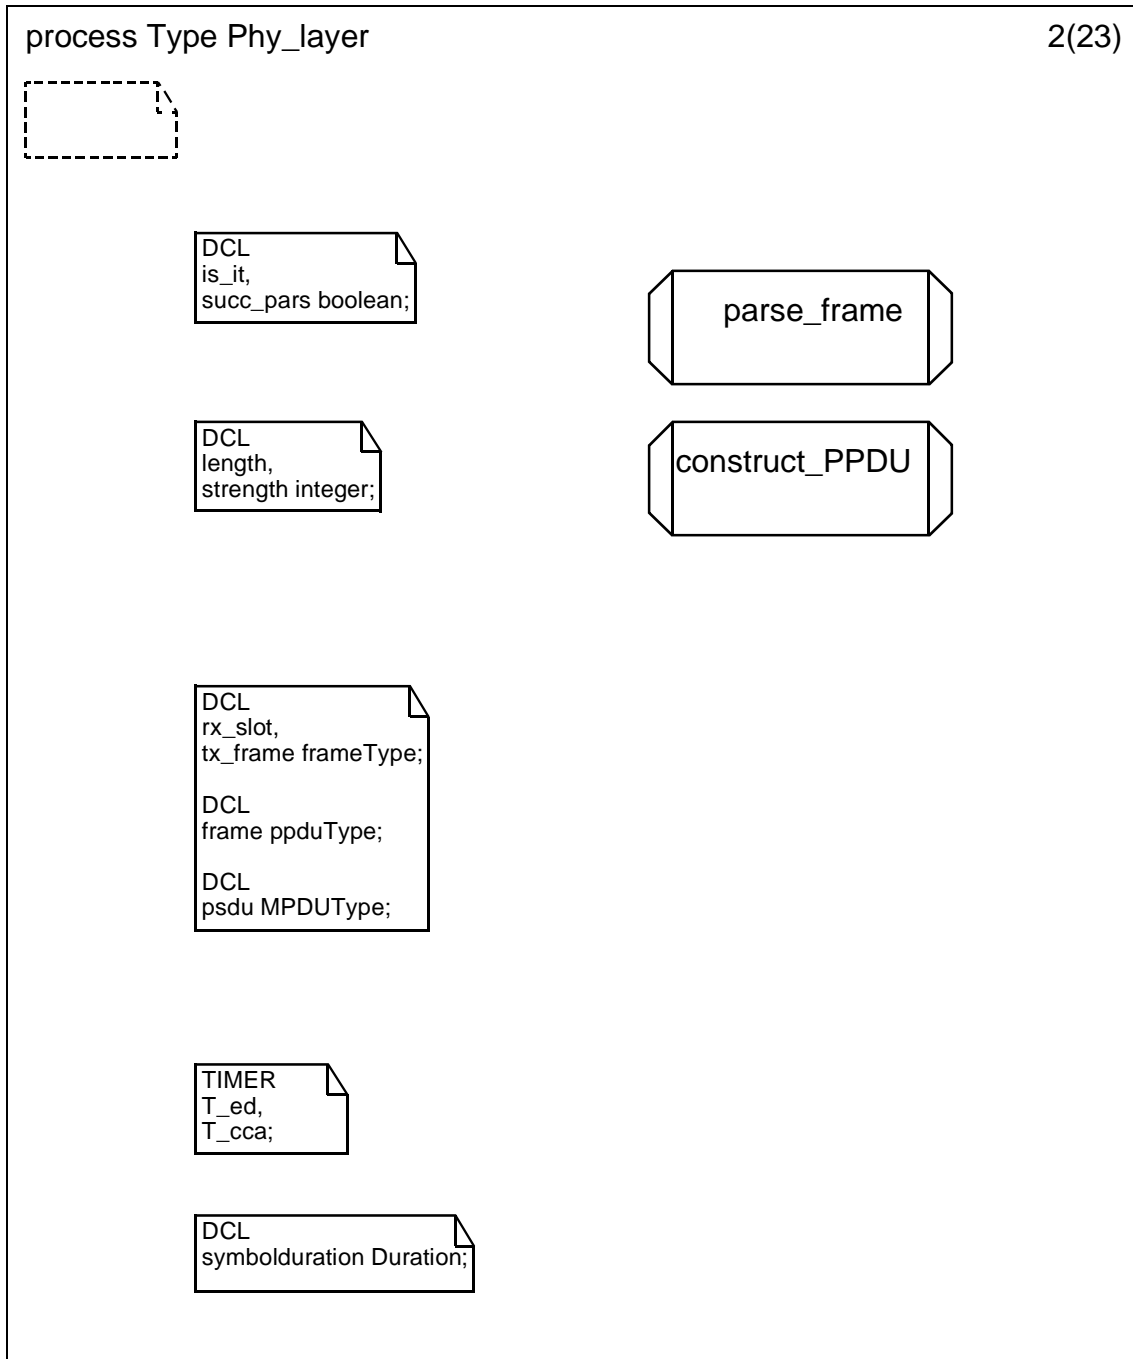 process Type Phy_layer
2(23)
DCL
is_it,
succ_pars boolean;
parse_frame
DCL
length,
strength integer;
construct_PPDU
DCL
rx_slot,
tx_frame frameType;
DCL
frame ppduType;
DCL
psdu MPDUType;
TIMER
T_ed,
T_cca;
DCL
symbolduration Duration;